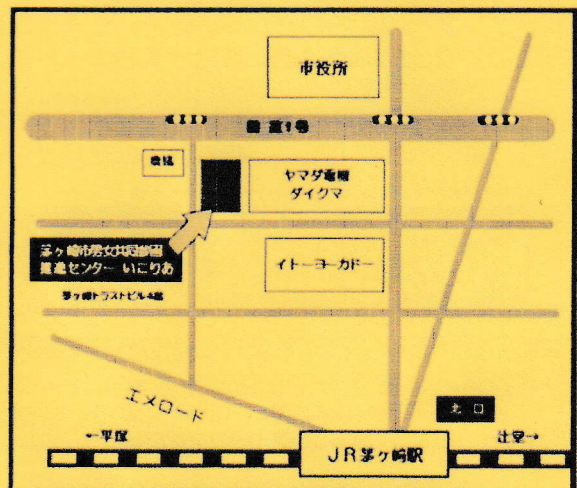 市役所
国道1号
農協
ヤマダ電機
ダイクマ
茅ヶ崎市男女共同参画
推進センター いこりあ
イトーヨーカドー
茅ヶ崎トラストビル4階
エメロード
北口
←平塚
辻堂→
JR茅ヶ崎駅